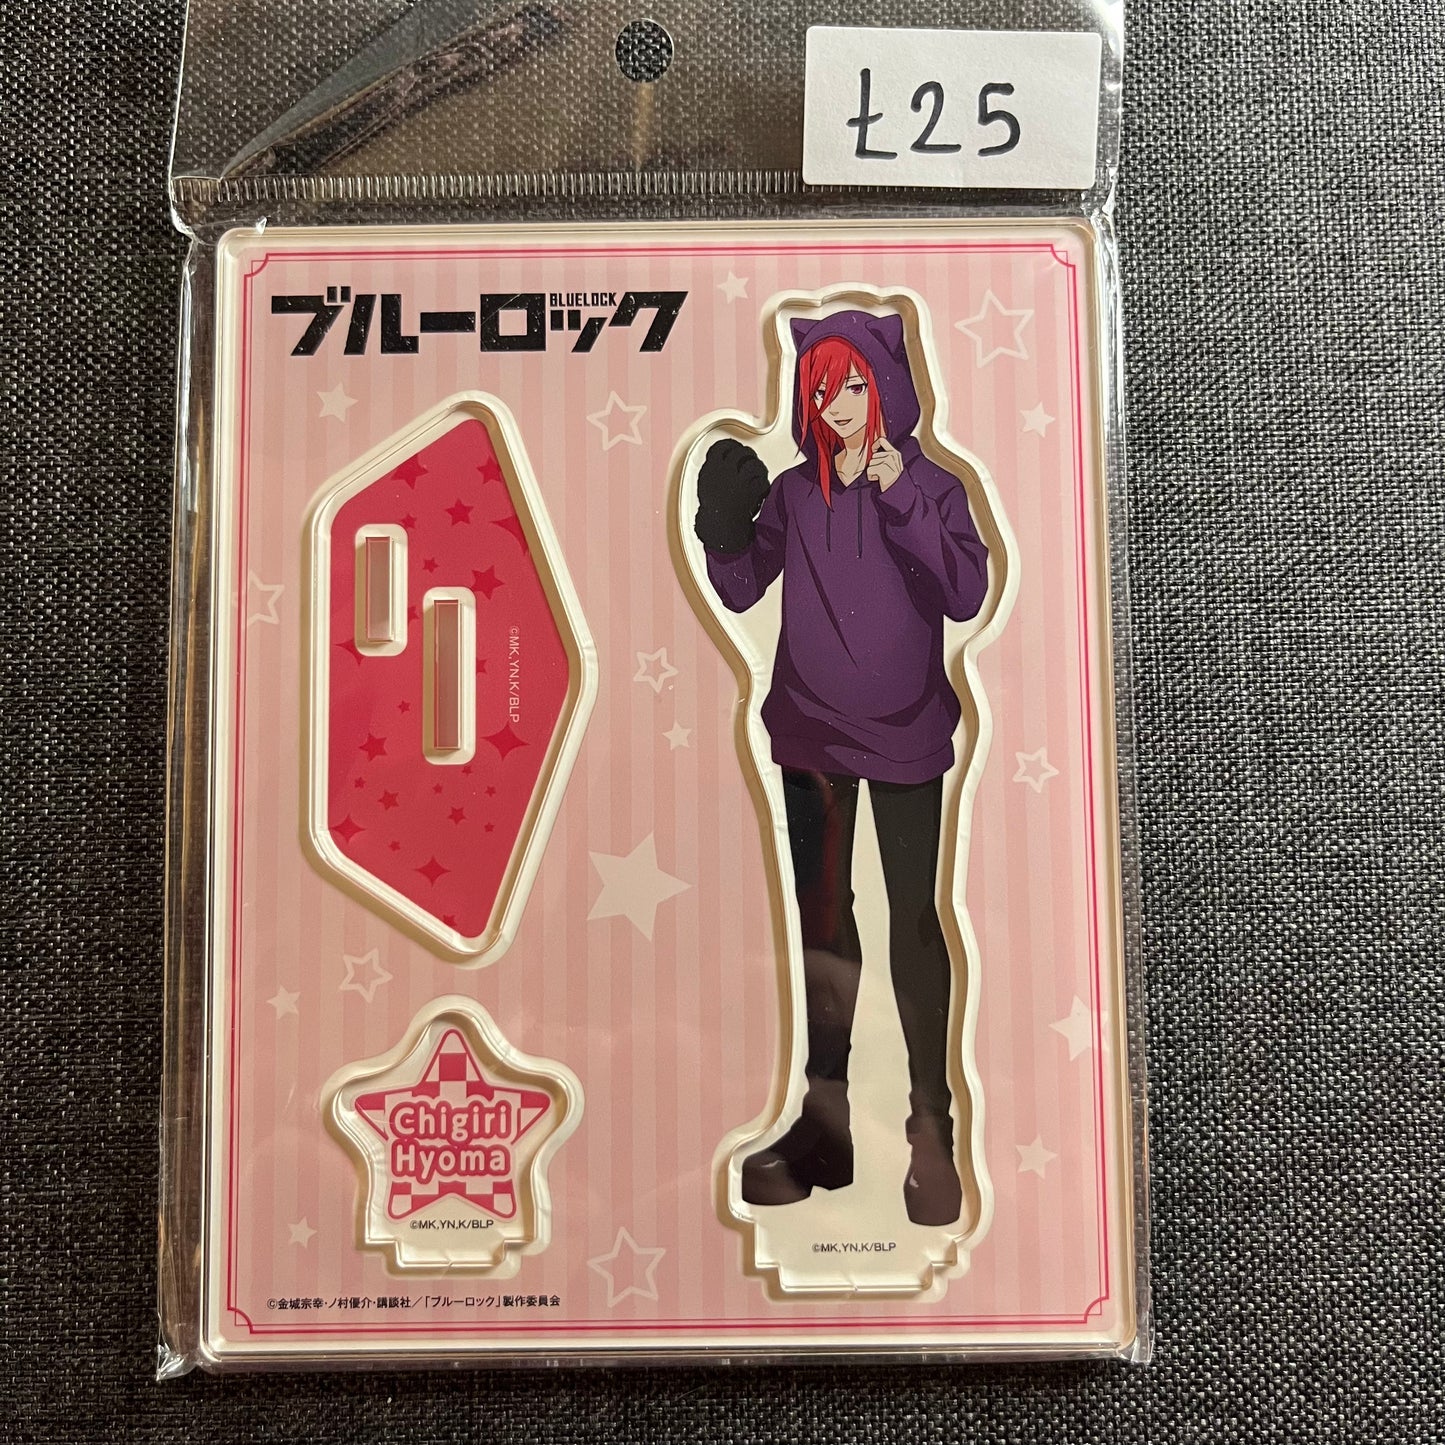 £25
ブルーロック
BLUELOCK
©MK,YN,K/BLP
Chigiri
Hyoma
©MK,YN,K/BLP
©MK,YN,K/BLP
©金城宗幸・ノ村優介・講談社／「ブルーロック」製作委員会